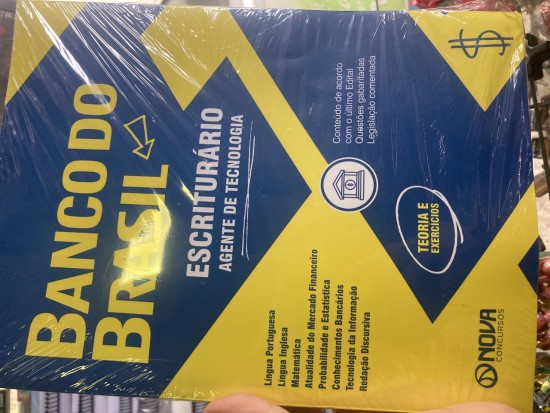 BANCO DO
BRASIL
ESCRITURÁRIO
AGENTE DE TECNOLOGIA
Conteúdo de acordo
com o último Edital
Questões gabaritadas
Legislação comentada
TEORIA E
EXERCÍCIOS
Língua Portuguesa
Língua Inglesa
Matemática
Atualidade do Mercado Financeiro
Probabilidade e Estatística
Conhecimentos Bancários
Tecnologia da Informação
Redação Discursiva
NOVA
CONCURSOS